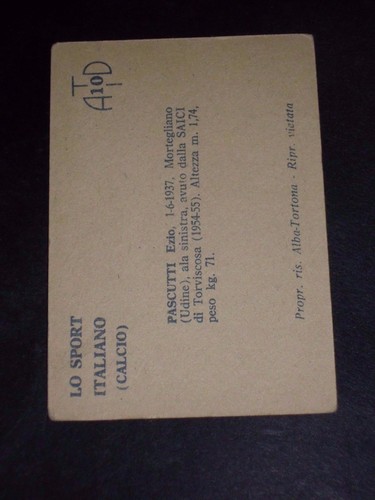 LO SPORT
ITALIANO
(CALCIO)
ATD
10
PASCUTTI Ezio, 1-6-1937. Mortegliano
(Udine), ala sinistra, avuto dalla SAICI
di Torviscosa (1954-55). Altezza m. 1,74,
peso kg. 71.
Propr. ris. Alba-Tortona - Ripr. vietata